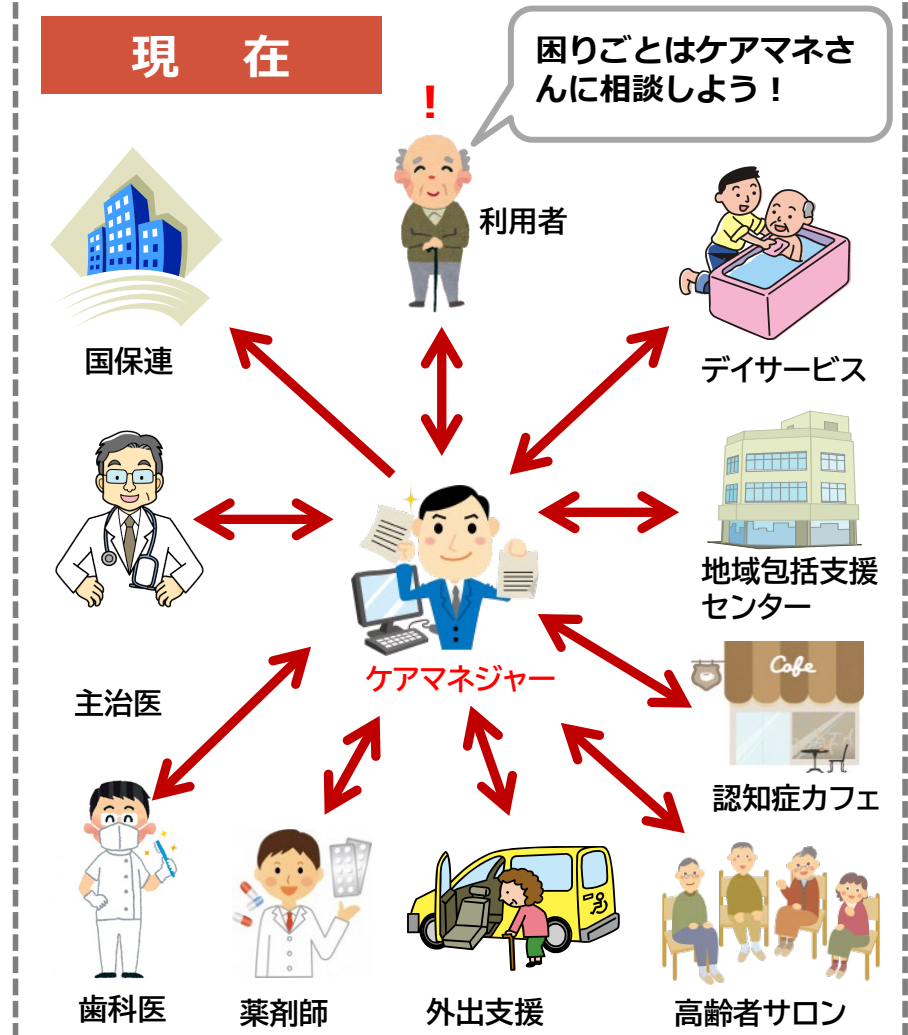 現 在
困りごとはケアマネさ
んに相談しよう！
！
利用者
国保連
デイサービス
地域包括支援
センター
Cafe
ケアマネジャー
主治医
認知症カフェ
歯科医
薬剤師
外出支援
高齢者サロン